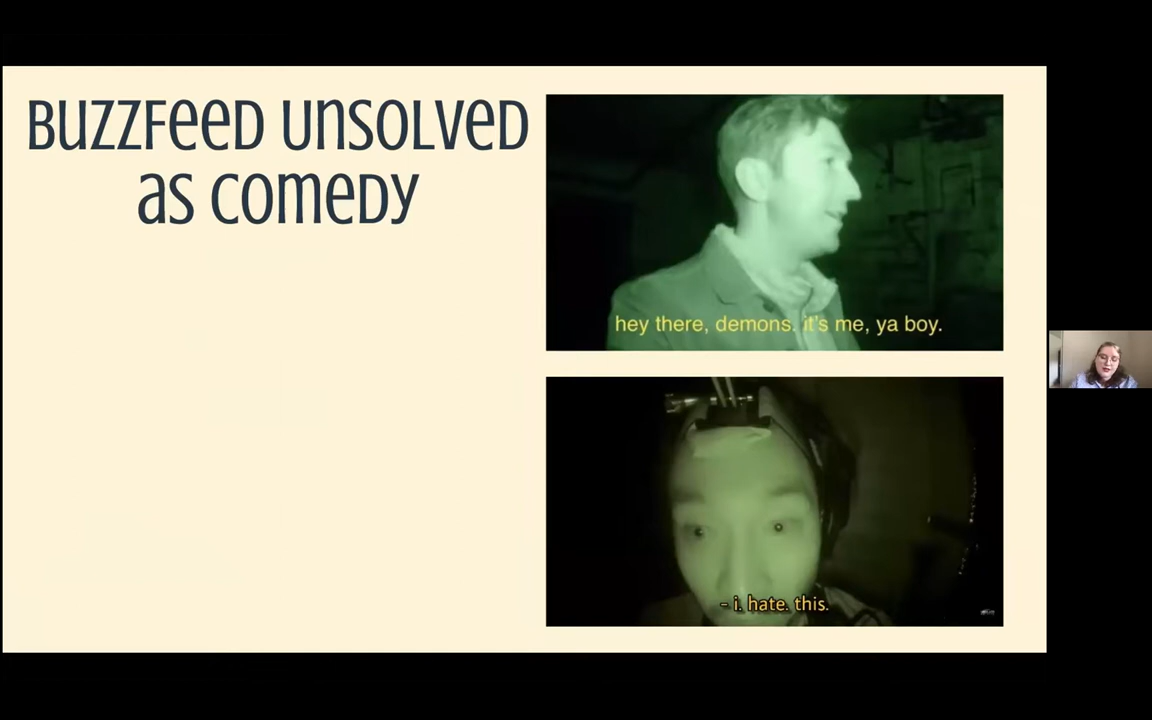 BUZZFeeD UnSOLVeD
as comeDy
hey there, demons. it's me, ya boy.
- i. hate. this.